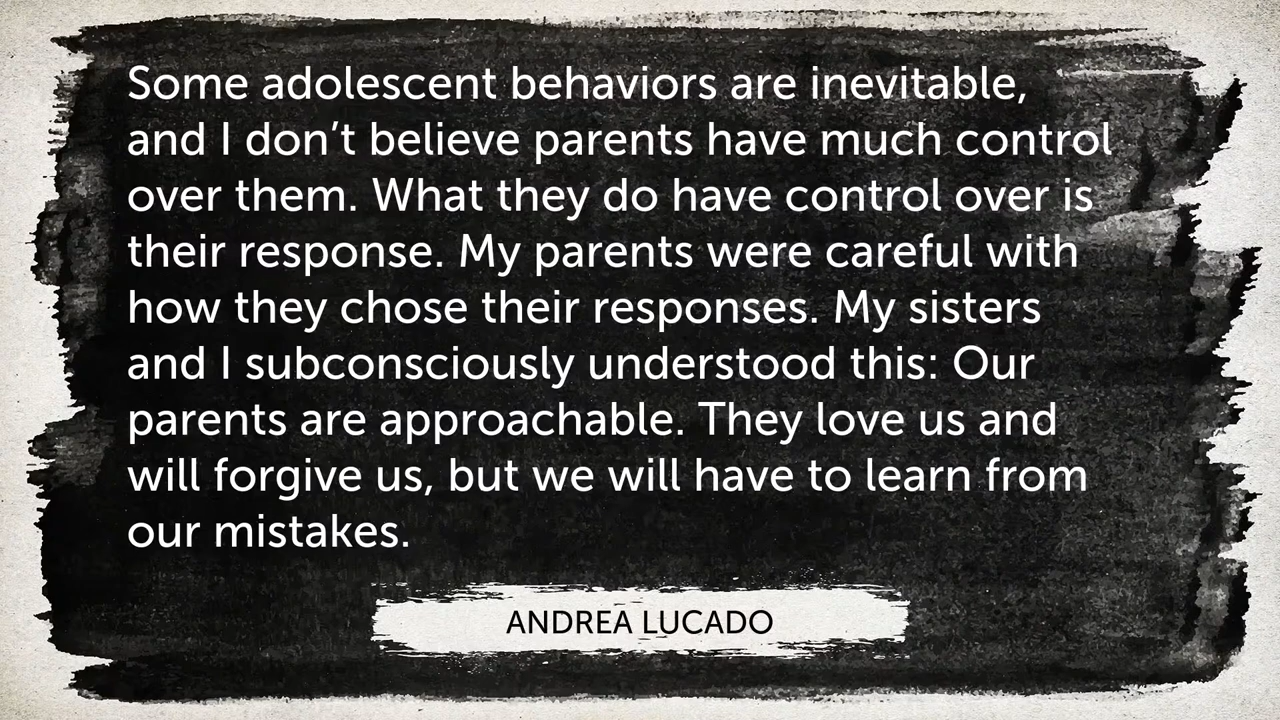 Some adolescent behaviors are inevitable,
and I don’t believe parents have much control
over them. What they do have control over is
their response. My parents were careful with
how they chose their responses. My sisters
and I subconsciously understood this: Our
parents are approachable. They love us and
will forgive us, but we will have to learn from
our mistakes.
ANDREA LUCADO